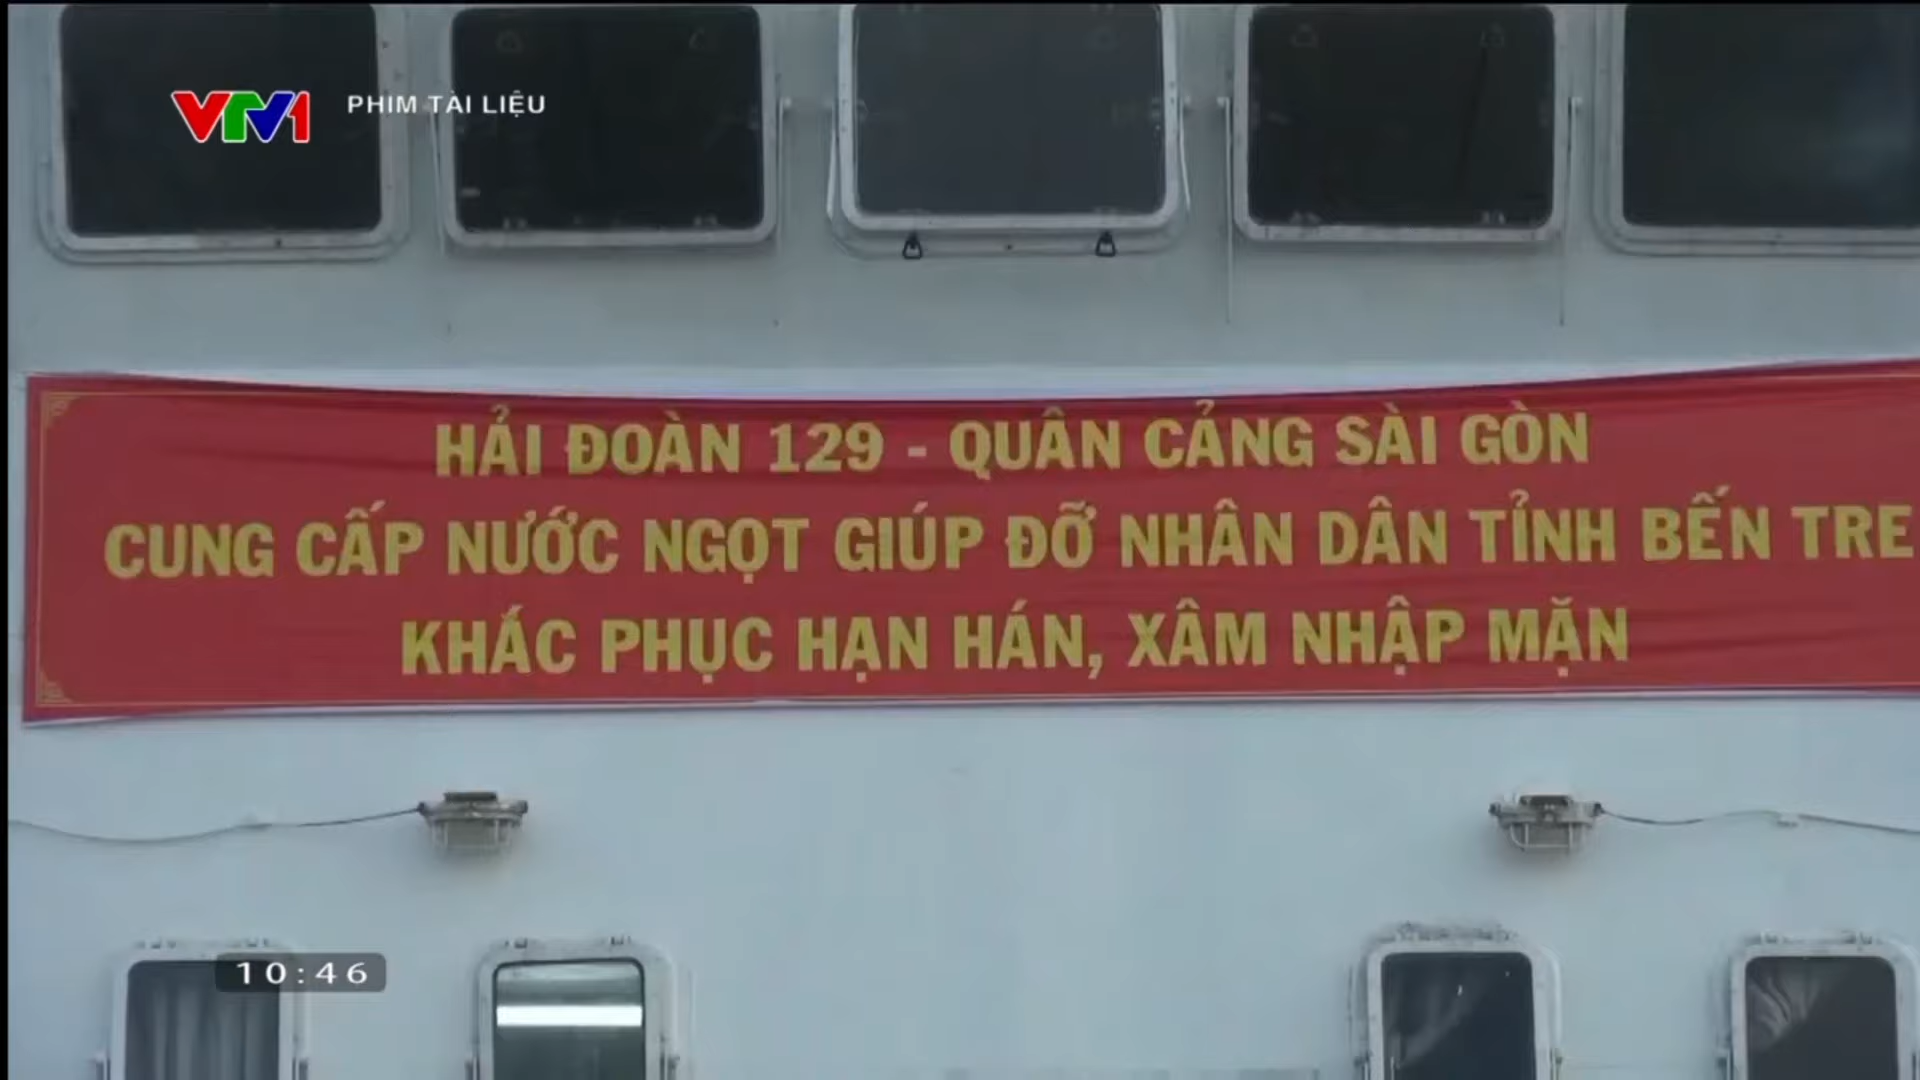 VTV1 PHIM TÀI LIỆU
HẢI ĐOÀN 129 - QUÂN CẢNG SÀI GÒN
CUNG CẤP NƯỚC NGỌT GIÚP ĐỠ NHÂN DÂN TỈNH BẾN TRE
KHẮC PHỤC HẠN HÁN, XÂM NHẬP MẶN
10:46